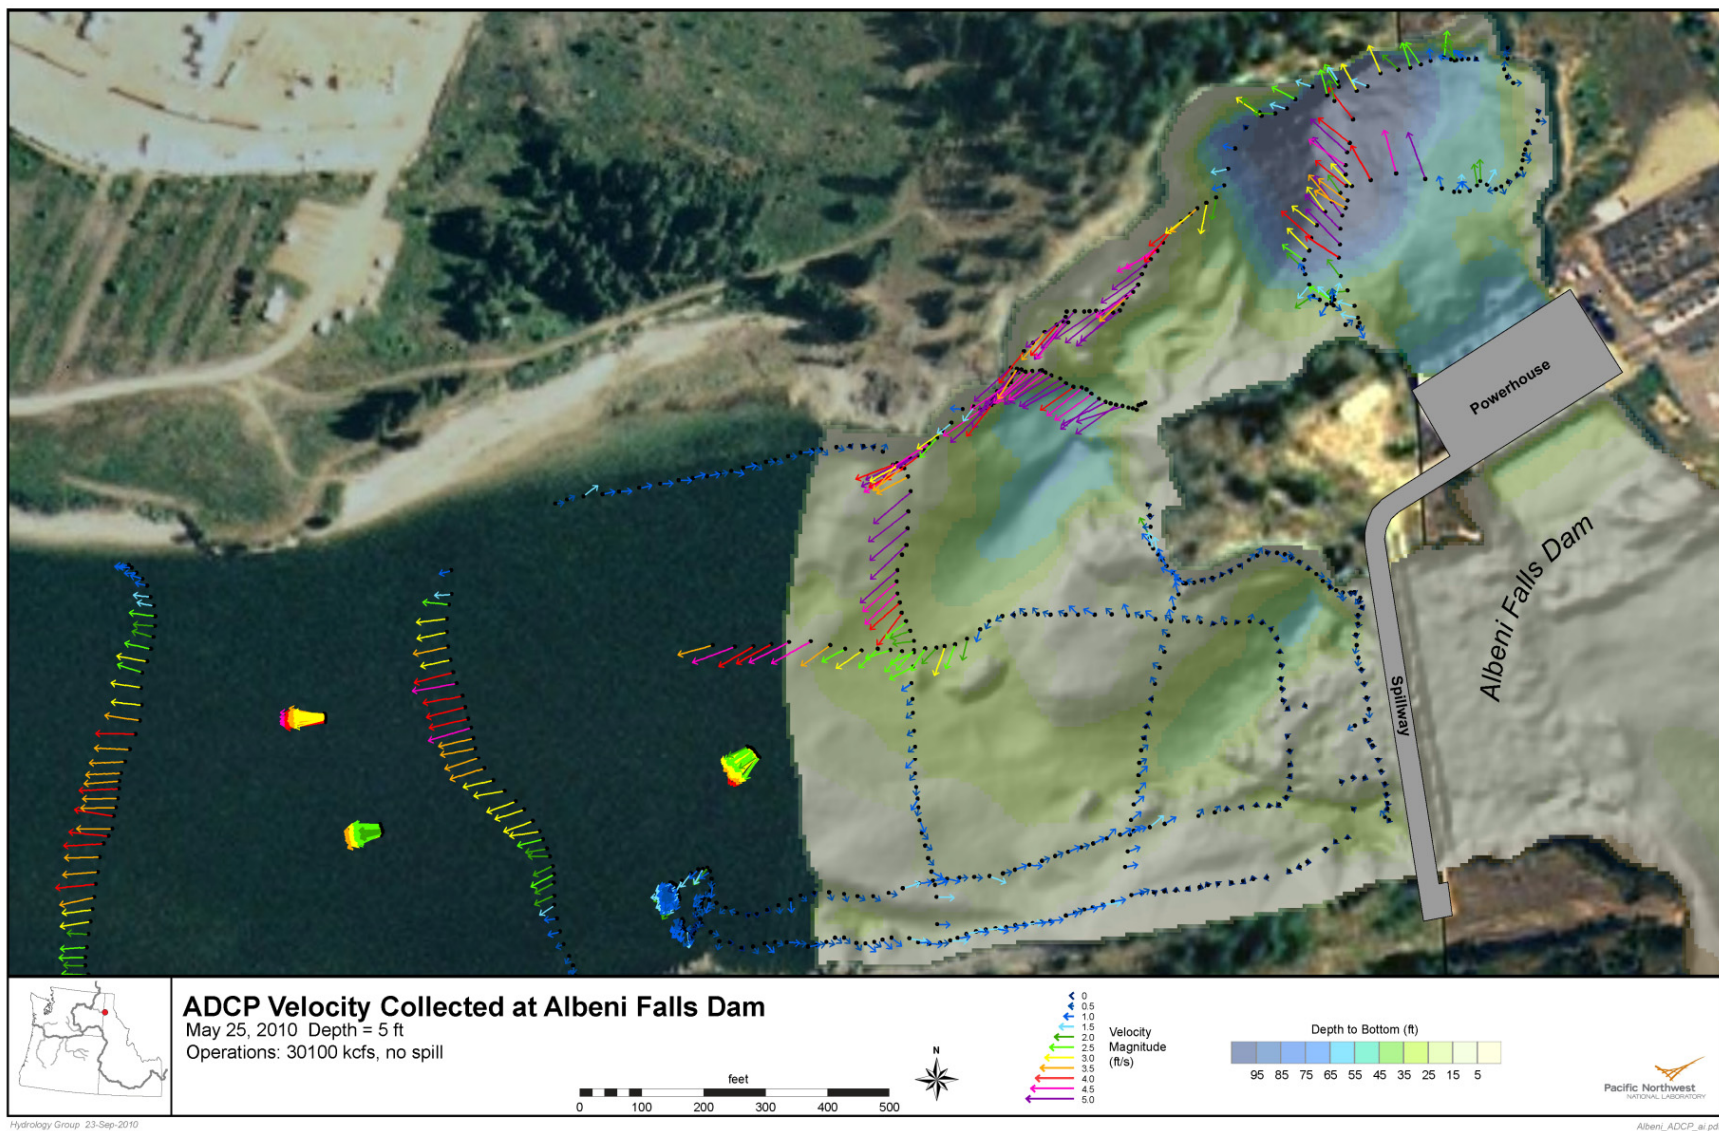 Powerhouse
Albeni Falls Dam
Spillway
ADCP Velocity Collected at Albeni Falls Dam
May 25, 2010 Depth = 5 ft
Operations: 30100 kcfs, no spill
feet
0 100 200 300 400 500
N
0
0.5
1.0
1.5
2.0
2.5
3.0
3.5
4.0
4.5
5.0
Velocity
Magnitude
(ft/s)
Depth to Bottom (ft)
95 85 75 65 55 45 35 25 15 5
Pacific Northwest
NATIONAL LABORATORY
Hydrology Group 23-Sep-2010
Albeni_ADCP_ai.pd